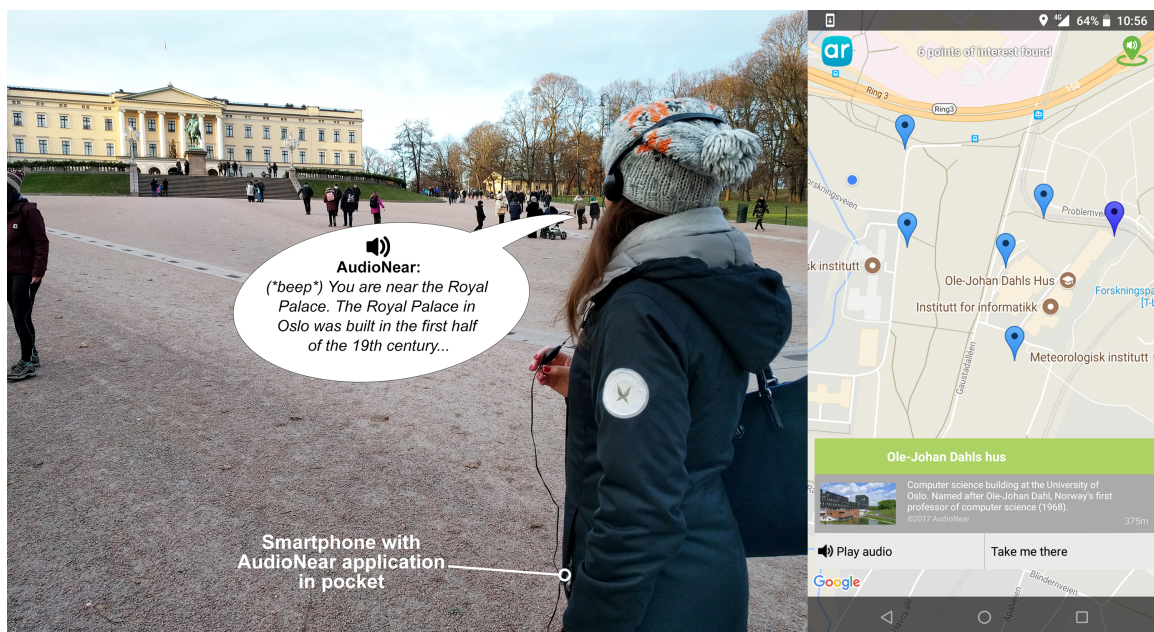 AudioNear:
(*beep*) You are near the Royal
Palace. The Royal Palace in
Oslo was built in the first half
of the 19th century...
Smartphone with
AudioNear application
in pocket
4G 64% 10:56
ar
6 points of interest found
Ring 3
Ring3
150
orskningsveien
Problemve
sk institutt
Ole-Johan Dahls Hus
Institutt for informatikk
Forskningspa
[T-b
Gaustadalléen
Meteorologisk institutt
Ole-Johan Dahls hus
Computer science building at the University of
Oslo. Named after Ole-Johan Dahl, Norway's first
professor of computer science (1968).
©2017 AudioNear
375m
Play audio
Take me there
Google
Blindernveien
Apalveien